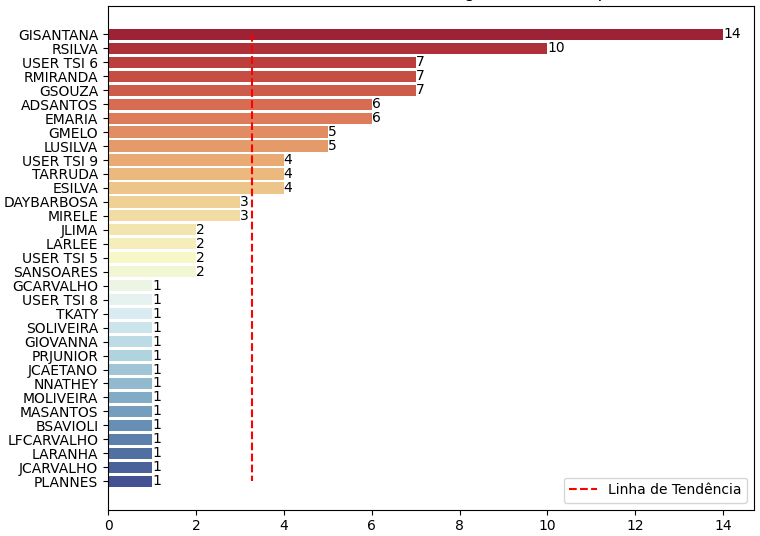 GISANTANA 14
RSILVA 10
USER TSI 6 7
RMIRANDA 7
GSOUZA 7
ADSANTOS 6
EMARIA 6
GMELO 5
LUSILVA 5
USER TSI 9 4
TARRUDA 4
ESILVA 4
DAYBARBOSA 3
MIRELE 3
JLIMA 2
LARLEE 2
USER TSI 5 2
SANSOARES 2
GCARVALHO 1
USER TSI 8 1
TKATY 1
SOLIVEIRA 1
GIOVANNA 1
PRJUNIOR 1
JCAETANO 1
NNATHEY 1
MOLIVEIRA 1
MASANTOS 1
BSAVIOLI 1
LFCARVALHO 1
LARANHA 1
JCARVALHO 1
PLANNES 1
Linha de Tendência
0 2 4 6 8 10 12 14